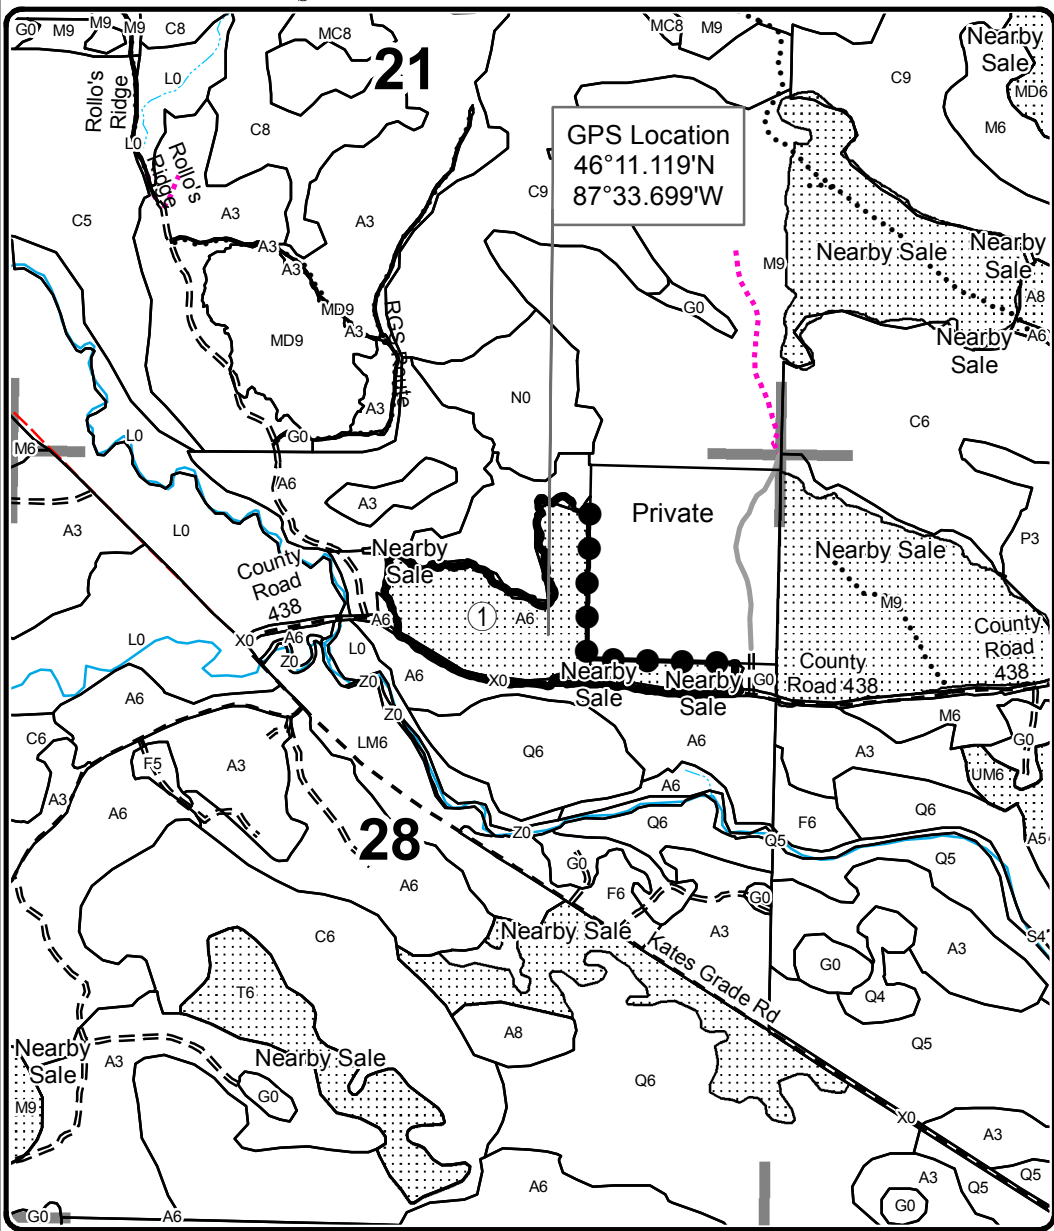 G0
M9
M9
M9
C8
MC8
MC8
M9
Nearby
Sale
21
C9
MD6
L0
Rollo's
Ridge
C8
M6
L0
Rollo's
Ridge
GPS Location
46°11.119'N
87°33.699'W
C9
C5
A3
A3
A3
A3
M9
Nearby Sale
Nearby
Sale
MD9
A3
G0
A8
A6
Nearby
Sale
MD9
RGS Route
N0
A3
C6
G0
L0
M6
A6
A3
Private
A3
L0
P3
Nearby
Sale
Nearby Sale
County
Road
438
M9
1
A6
A6
County
Road
438
L0
X0
A6
Z0
L0
A6
Z0
X0
Nearby
Sale
Nearby
Sale
G0
County
Road 438
A6
Z0
M6
C6
LM6
Q6
A6
A3
G0
F5
A3
UM6
A3
A6
A6
Q6
F6
Q6
Z0
Q5
A5
28
Q5
G0
A6
F6
G0
Nearby Sale
A3
C6
Kates Grade Rd
A3
S4
G0
T6
Q4
A8
Q5
Nearby
Sale
A3
Nearby Sale
Q6
G0
M9
X0
A3
A3
Q5
Q5
A6
G0
G0
A6